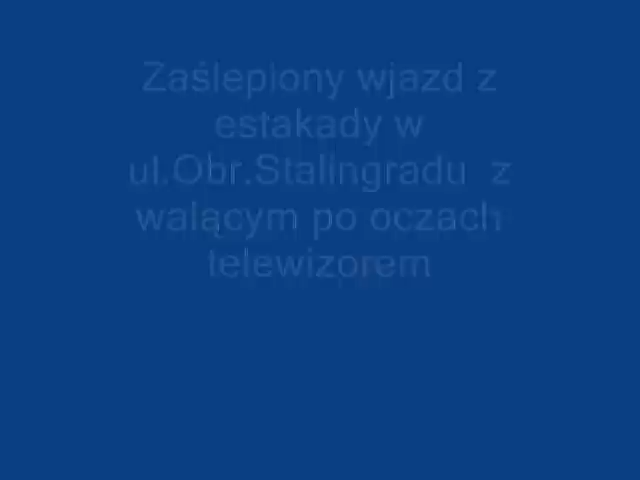 Zaślepiony wjazd z
estakady w
ul.Obr.Stalingradu z
walącym po oczach
telewizorem